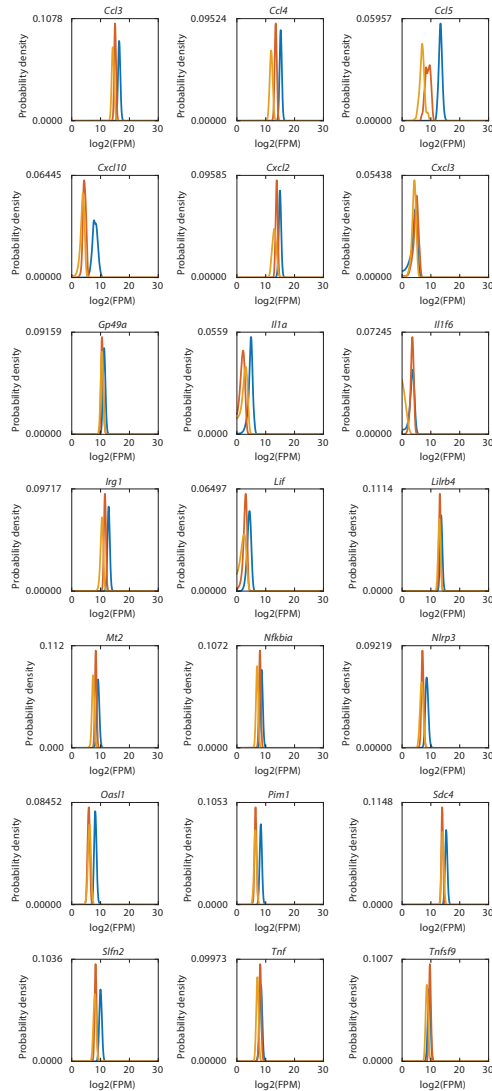 Ccl3 Ccl4 Ccl5
0.1078 0.09524 0.05957
Probability density Probability density Probability density
0.0000 0.00000 0.00000
0 10 20 30 0 10 20 30 0 10 20 30
log2(FPM) log2(FPM) log2(FPM)
Cxcl10 Cxcl2 Cxcl3
0.06445 0.09585 0.05438
Probability density Probability density Probability density
0.00000 0.00000 0.00000
0 10 20 30 0 10 20 30 0 10 20 30
log2(FPM) log2(FPM) log2(FPM)
Gp49a Il1a Il1f6
0.09159 0.0559 0.07245
Probability density Probability density Probability density
0.00000 0.0000 0.00000
0 10 20 30 0 10 20 30 0 10 20 30
log2(FPM) log2(FPM) log2(FPM)
Irg1 Lif Lilrb4
0.09717 0.06497 0.1114
Probability density Probability density Probability density
0.00000 0.00000 0.0000
0 10 20 30 0 10 20 30 0 10 20 30
log2(FPM) log2(FPM) log2(FPM)
Mt2 Nfkbia Nlrp3
0.112 0.1072 0.09219
Probability density Probability density Probability density
0.000 0.0000 0.00000
0 10 20 30 0 10 20 30 0 10 20 30
log2(FPM) log2(FPM) log2(FPM)
Oasl1 Pim1 Sdc4
0.08452 0.1053 0.1148
Probability density Probability density Probability density
0.00000 0.0000 0.0000
0 10 20 30 0 10 20 30 0 10 20 30
log2(FPM) log2(FPM) log2(FPM)
Slfn2 Tnf Tnfsf9
0.1036 0.09973 0.1007
Probability density Probability density Probability density
0.0000 0.00000 0.0000
0 10 20 30 0 10 20 30 0 10 20 30
log2(FPM) log2(FPM) log2(FPM)